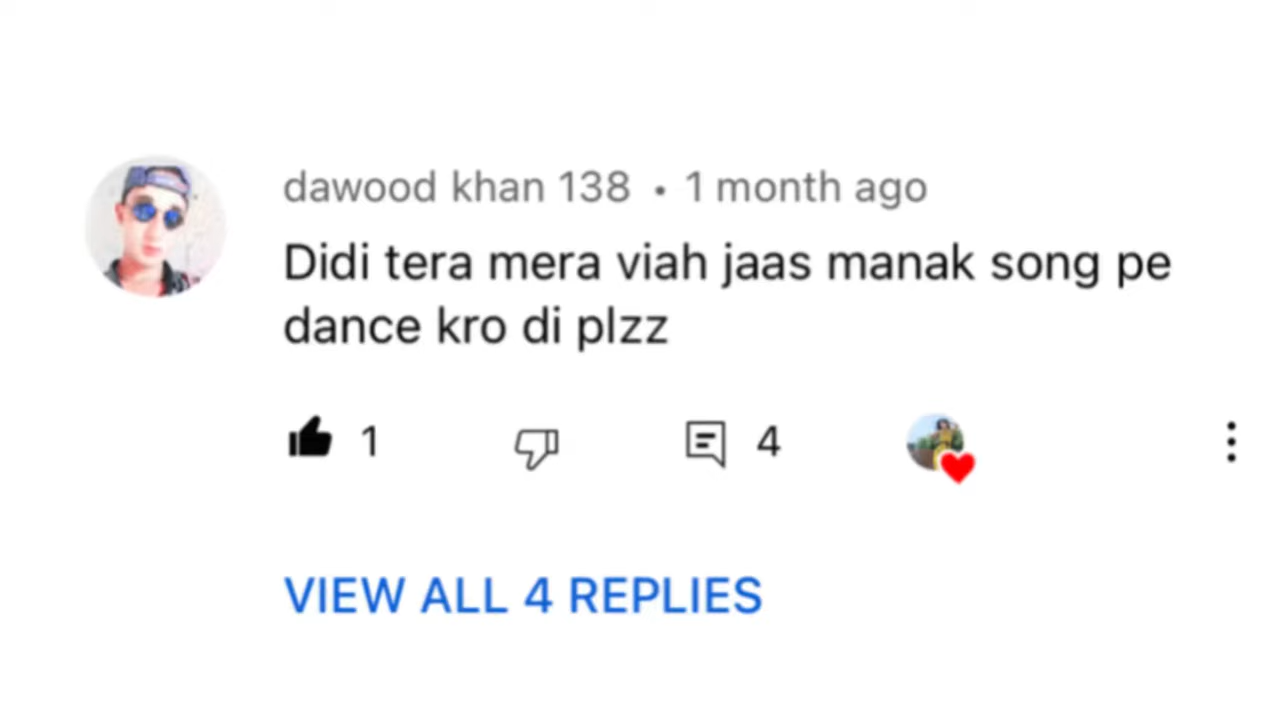 dawood khan 138 • 1 month ago
Didi tera mera viah jaas manak song pe
dance kro di plzz
1 4
VIEW ALL 4 REPLIES